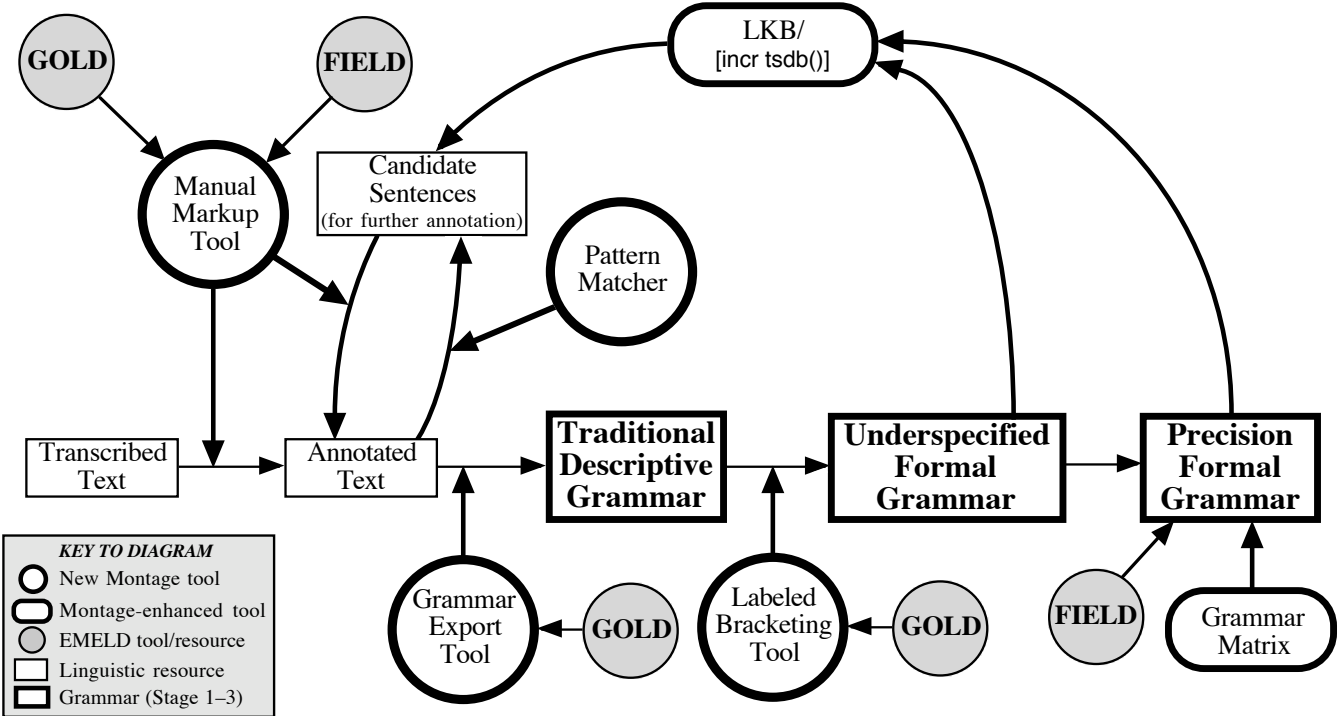 LKB/
[incr tsdb()]
GOLD
FIELD
Manual
Markup
Tool
Candidate
Sentences
(for further annotation)
Pattern
Matcher
Transcribed
Text
Annotated
Text
Traditional
Descriptive
Grammar
Underspecified
Formal
Grammar
Precision
Formal
Grammar
KEY TO DIAGRAM
New Montage tool
Montage-enhanced tool
EMELD tool/resource
Linguistic resource
Grammar (Stage 1–3)
Grammar
Export
Tool
GOLD
Labeled
Bracketing
Tool
GOLD
FIELD
Grammar
Matrix